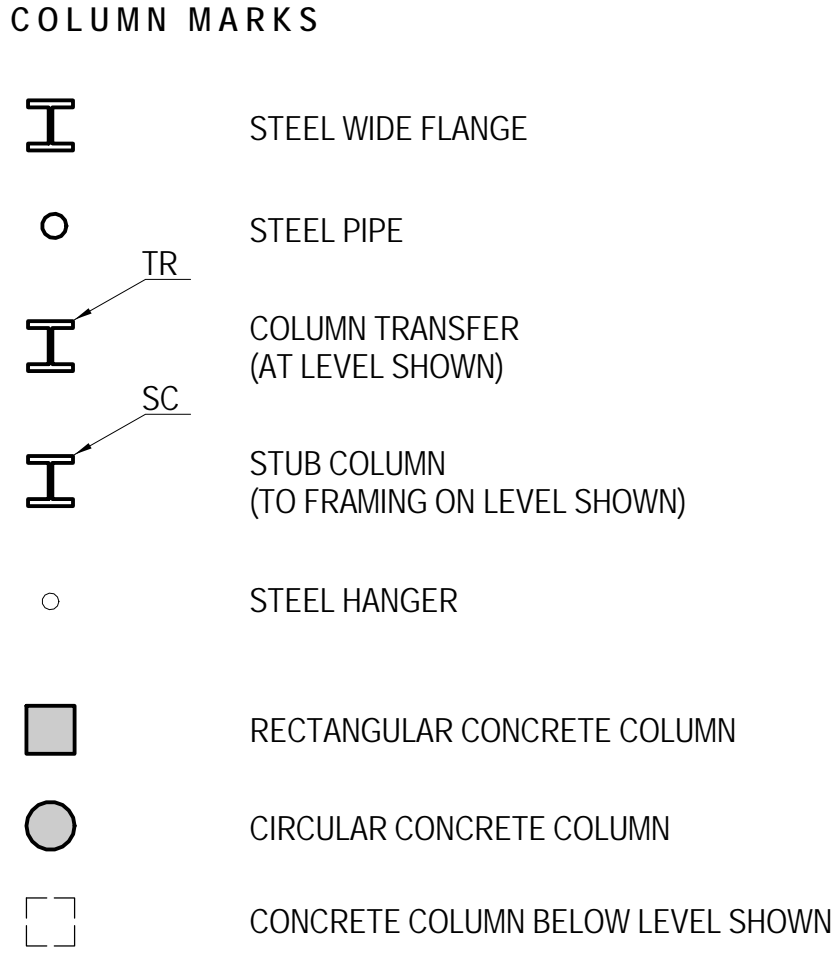 COLUMN MARKS
STEEL WIDE FLANGE
STEEL PIPE
TR
COLUMN TRANSFER
(AT LEVEL SHOWN)
SC
STUB COLUMN
(TO FRAMING ON LEVEL SHOWN)
STEEL HANGER
RECTANGULAR CONCRETE COLUMN
CIRCULAR CONCRETE COLUMN
CONCRETE COLUMN BELOW LEVEL SHOWN